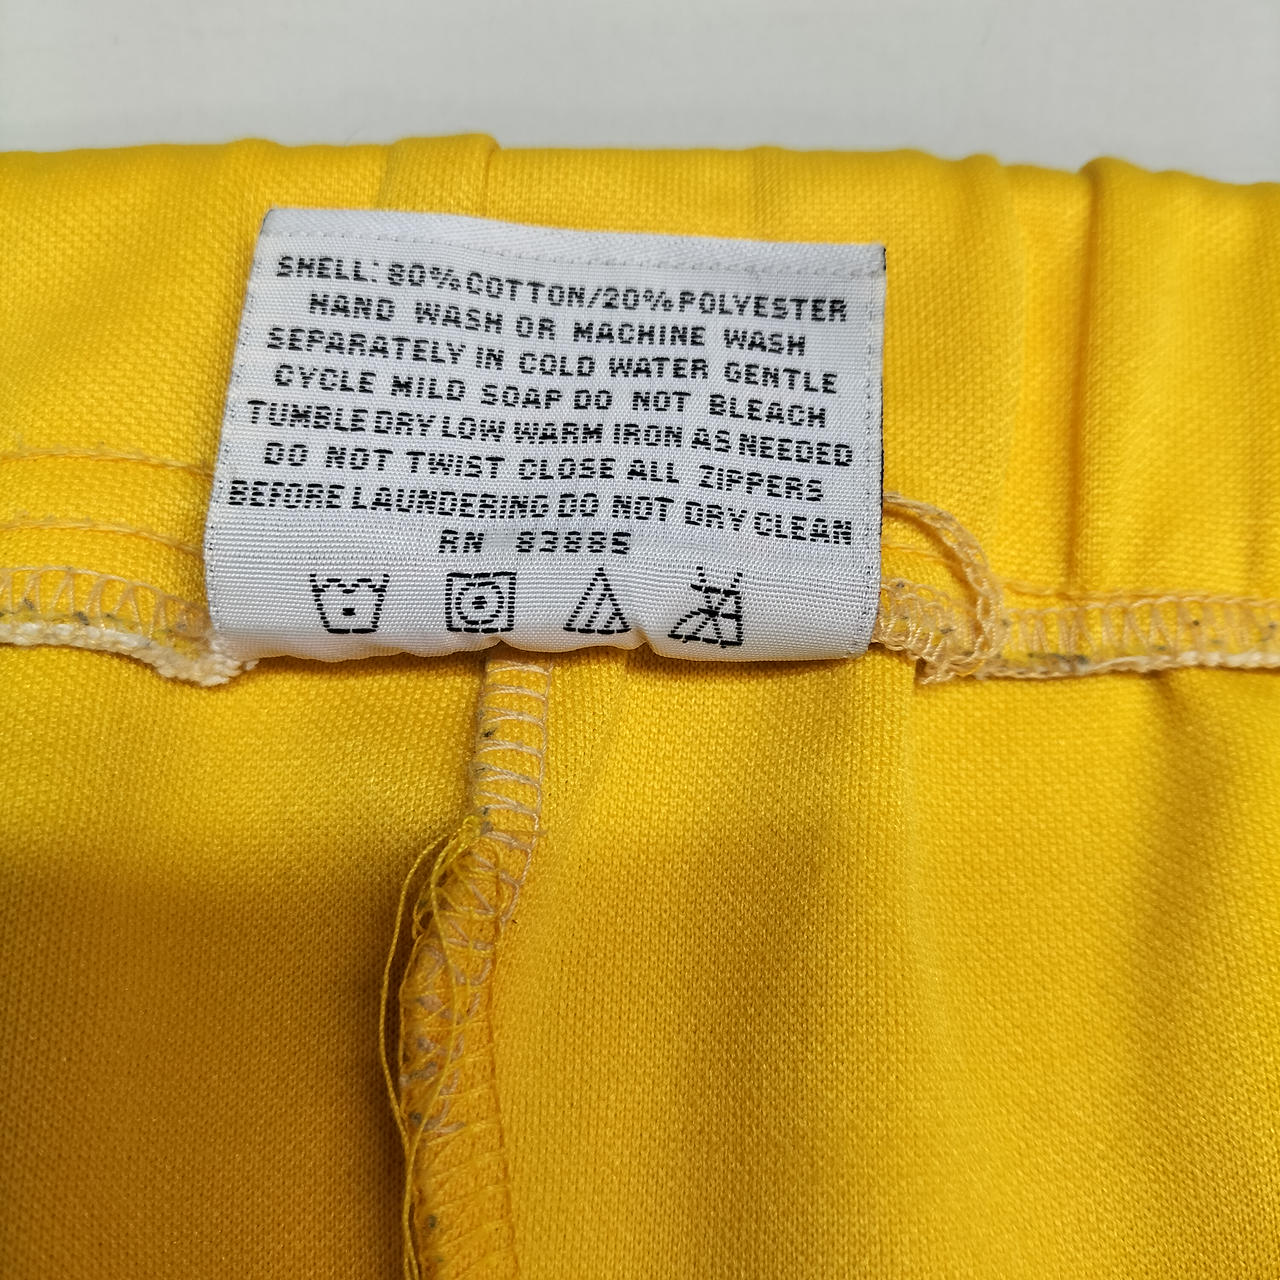 SHELL: 80% COTTON/20% POLYESTER
HAND WASH OR MACHINE WASH
SEPARATELY IN COLD WATER GENTLE
CYCLE MILD SOAP DO NOT BLEACH
TUMBLE DRY LOW WARM IRON AS NEEDED
DO NOT TWIST CLOSE ALL ZIPPERS
BEFORE LAUNDERING DO NOT DRY CLEAN
RN 83885